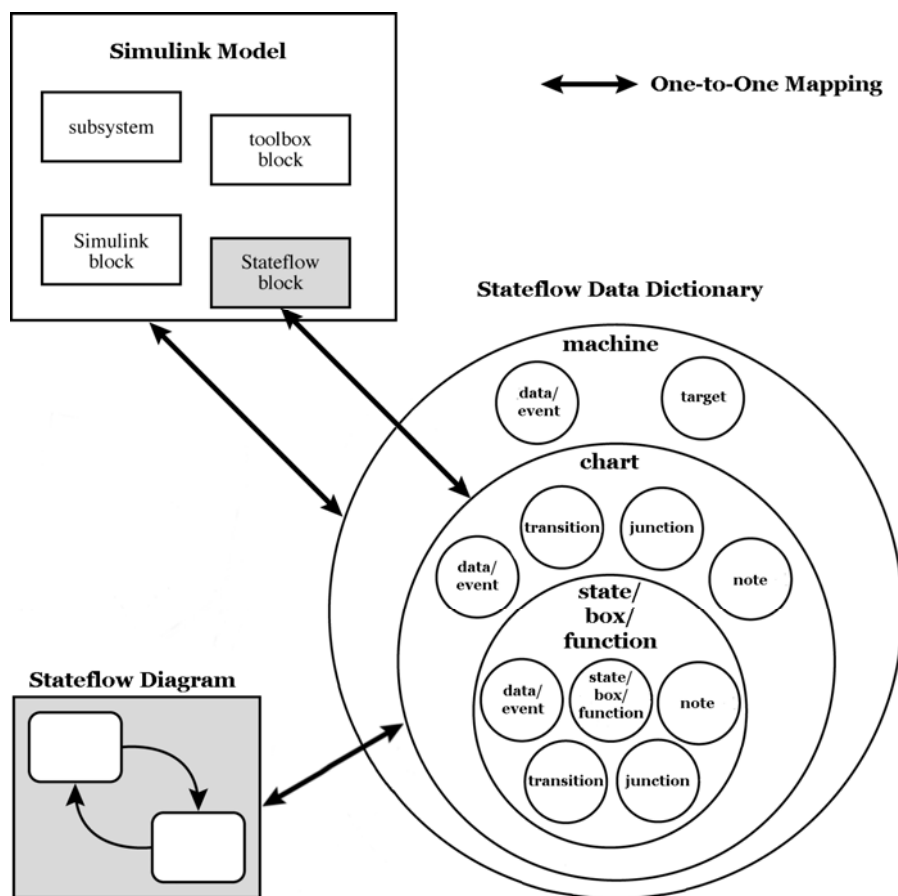 Simulink Model
subsystem
toolbox
block
Simulink
block
Stateflow
block
One-to-One Mapping
Stateflow Data Dictionary
machine
data/
event
target
chart
transition
junction
data/
event
note
state/
box/
function
data/
event
state/
box/
function
note
transition
junction
Stateflow Diagram